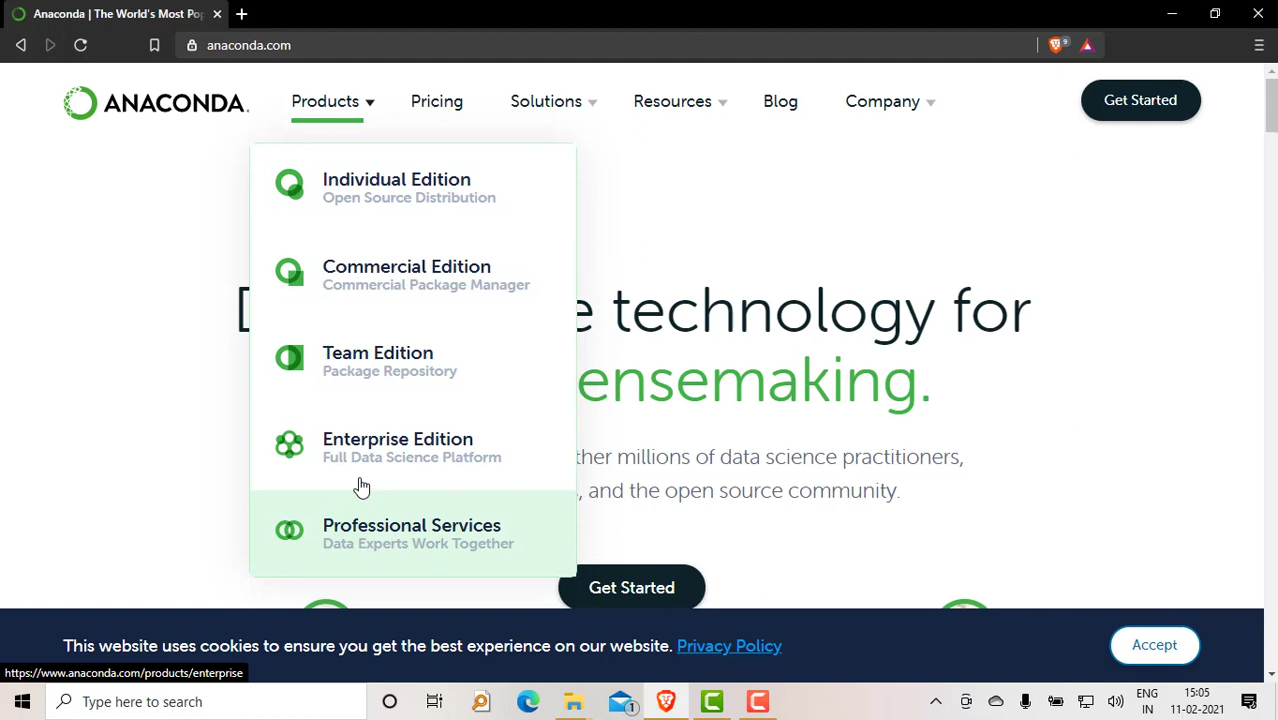 Anaconda | The World's Most Pop
anaconda.com
9
ANACONDA.
Products
Pricing
Solutions
Resources
Blog
Company
Get Started
Individual Edition
Open Source Distribution
Commercial Edition
Commercial Package Manager
Team Edition
Package Repository
Enterprise Edition
Full Data Science Platform
Professional Services
Data Experts Work Together
technology for
ensemaking.
ther millions of data science practitioners,
, and the open source community.
Get Started
This website uses cookies to ensure you get the best experience on our website. Privacy Policy
Accept
https://www.anaconda.com/products/enterprise
Type here to search
1
ENG
IN
15:05
11-02-2021